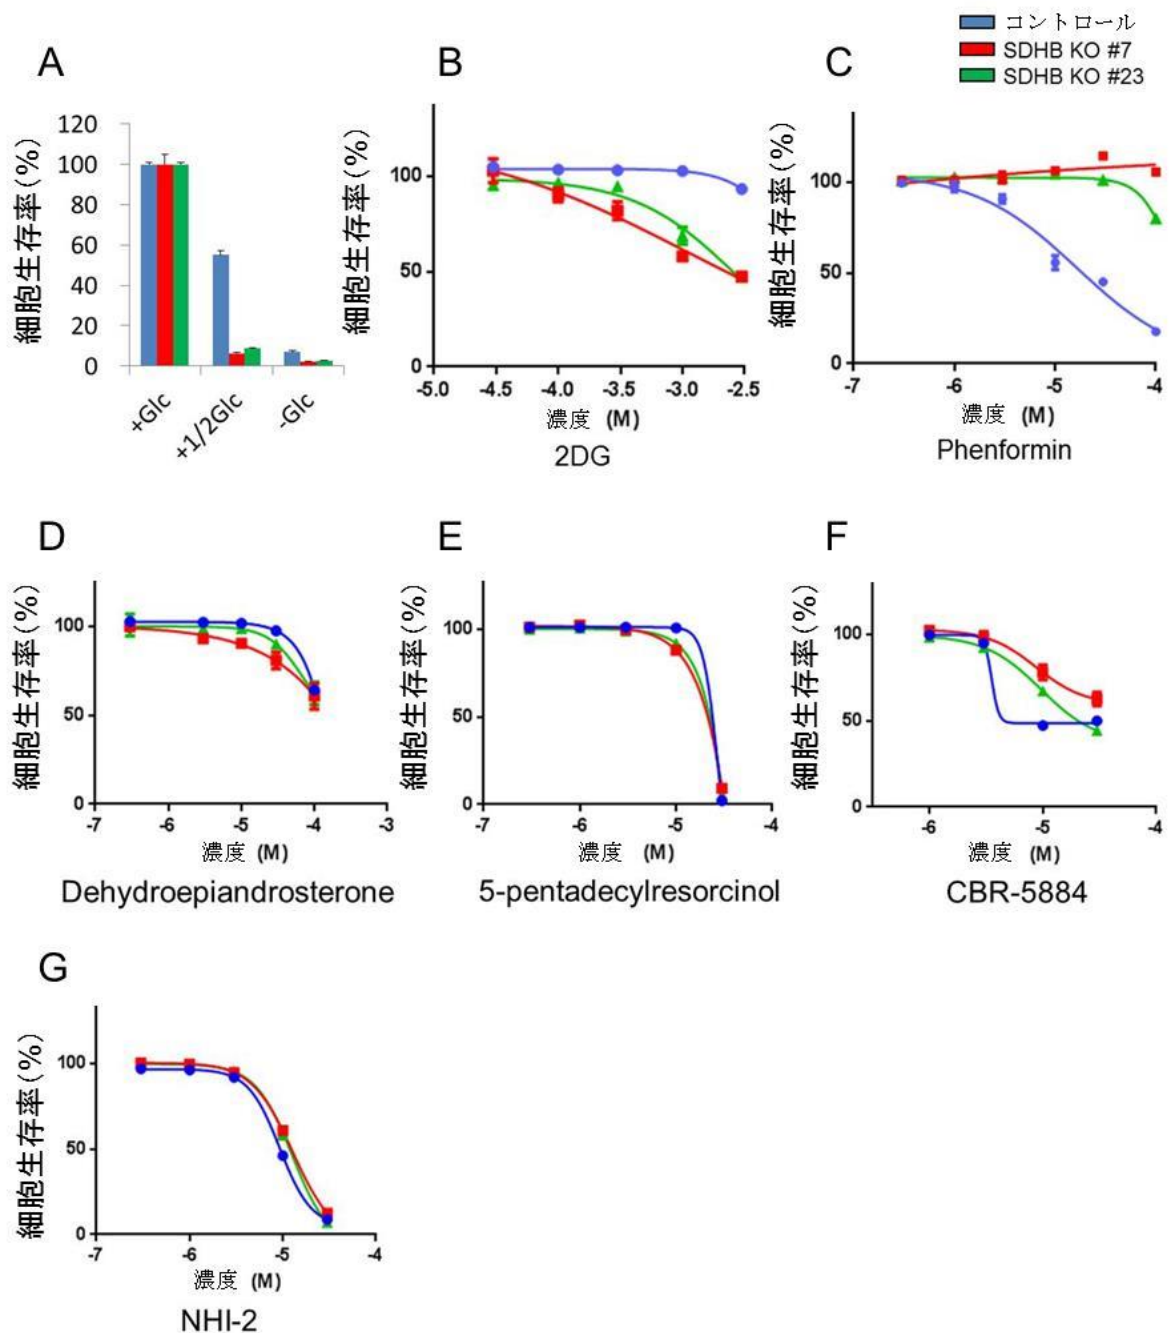 コントロール
SDHB KO #7
SDHB KO #23
A
細胞生存率(%)
120
100
80
60
40
20
0
+Glc
+1/2Glc
-Glc
B
細胞生存率(%)
100
50
0
-5.0
-4.5
-4.0
-3.5
-3.0
-2.5
濃度 (M)
2DG
C
細胞生存率(%)
100
50
0
-7
-6
-5
-4
濃度 (M)
Phenformin
D
細胞生存率(%)
100
50
0
-7
-6
-5
-4
-3
濃度 (M)
Dehydroepiandrosterone
E
細胞生存率(%)
100
50
0
-7
-6
-5
-4
濃度 (M)
5-pentadecylresorcinol
F
細胞生存率(%)
100
50
0
-6
-5
-4
濃度 (M)
CBR-5884
G
細胞生存率(%)
100
50
0
-7
-6
-5
-4
濃度 (M)
NHI-2